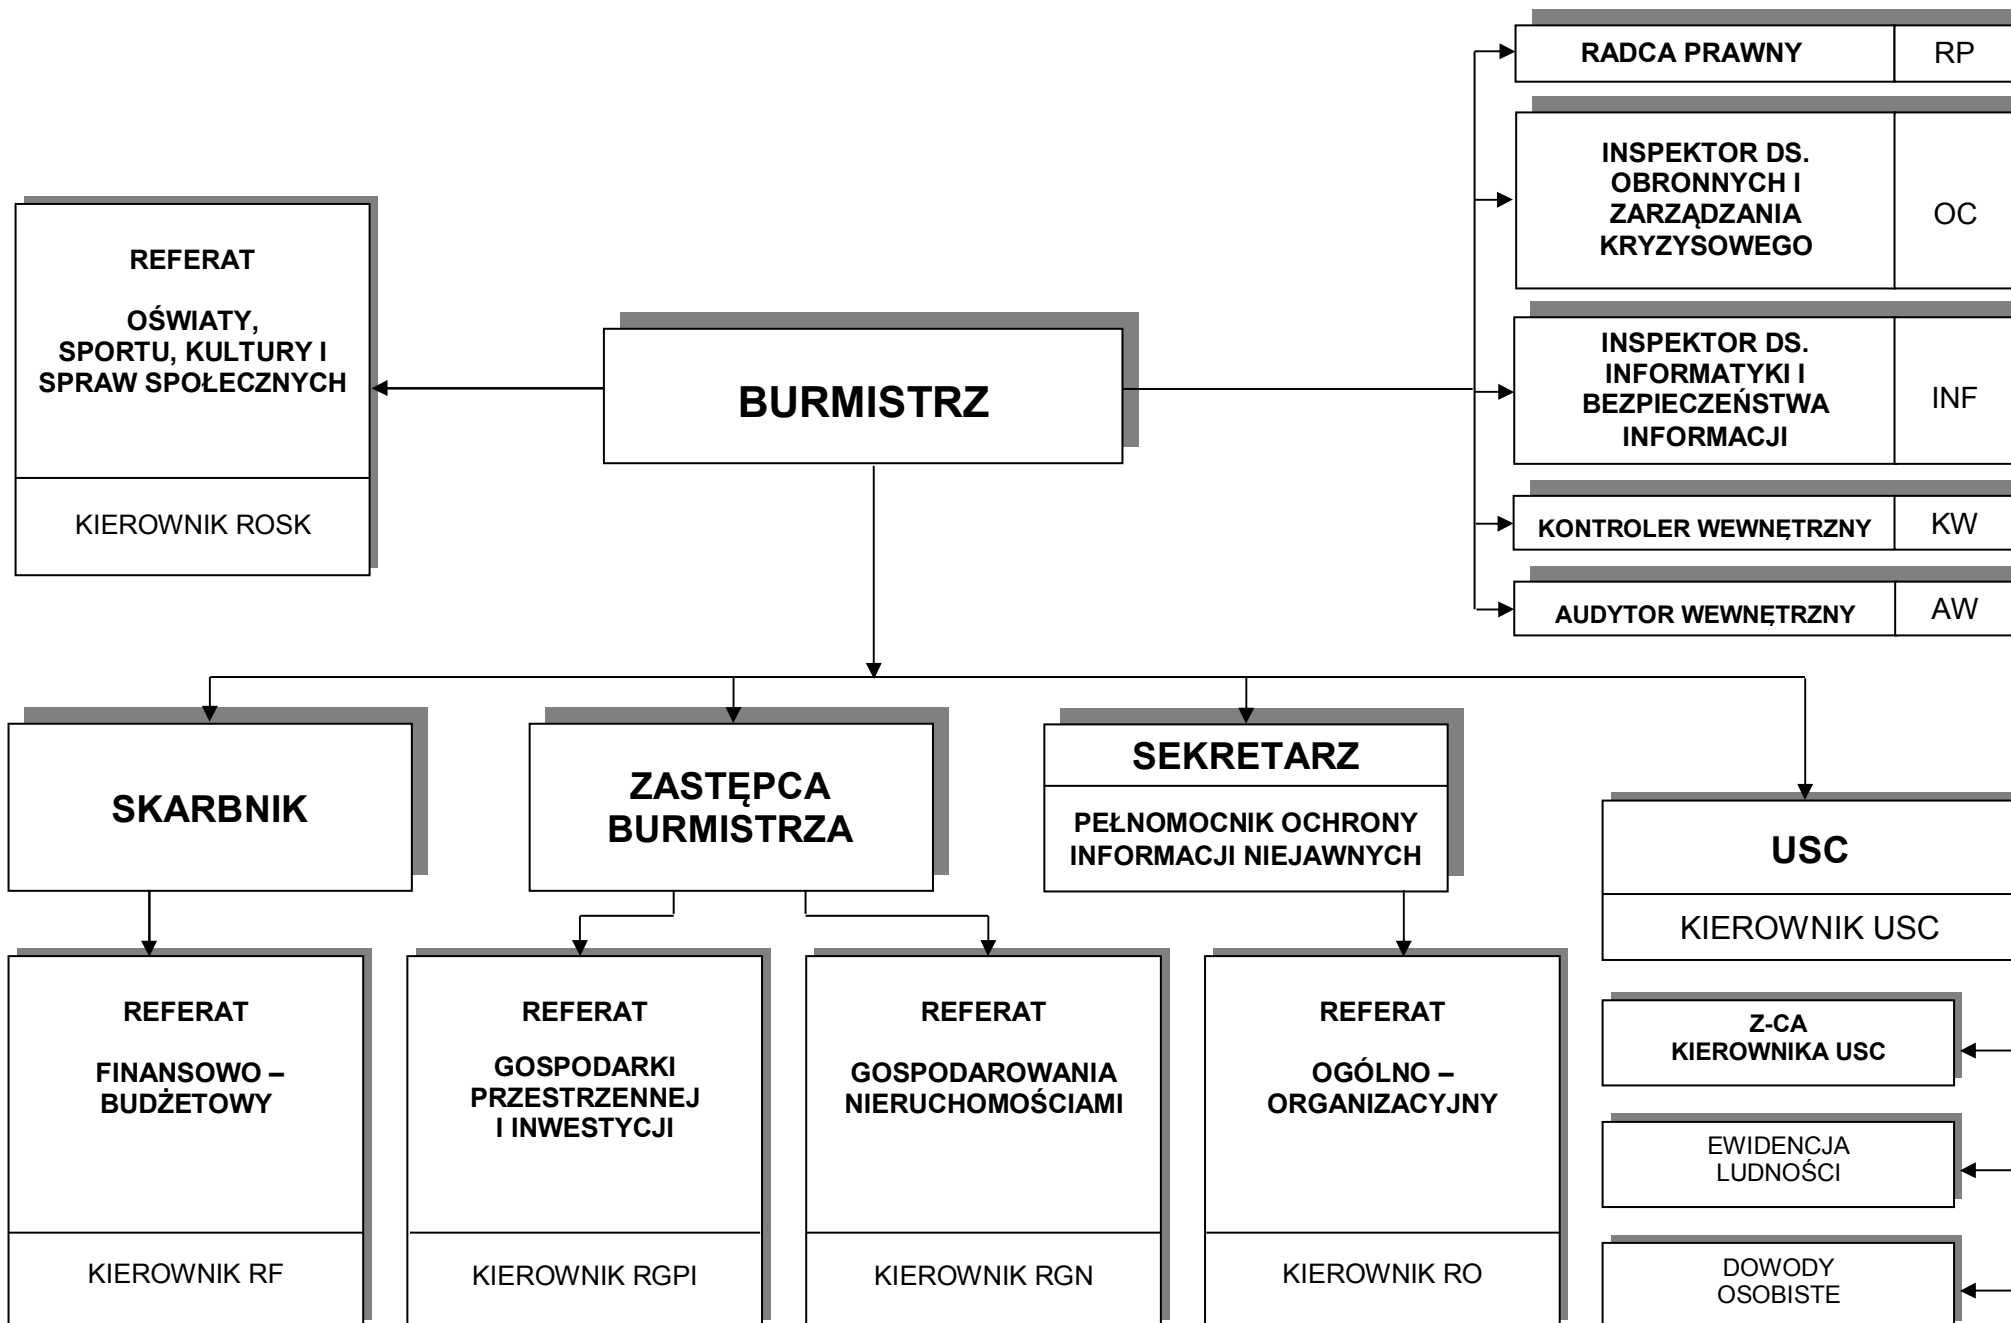 RADCA PRAWNY
RP
INSPEKTOR DS.
OBRONNYCH I
ZARZĄDZANIA
KRYZYSOWEGO
OC
INSPEKTOR DS.
INFORMATYKI I
BEZPIECZEŃSTWA
INFORMACJI
INF
KONTROLER WEWNĘTRZNY
KW
AUDYTOR WEWNĘTRZNY
AW
REFERAT
OŚWIATY,
SPORTU, KULTURY I
SPRAW SPOŁECZNYCH
KIEROWNIK ROSK
BURMISTRZ
SKARBNIK
ZASTĘPCA
BURMISTRZA
SEKRETARZ
PEŁNOMOCNIK OCHRONY
INFORMACJI NIEJAWNYCH
USC
KIEROWNIK USC
REFERAT
FINANSOWO –
BUDŻETOWY
KIEROWNIK RF
REFERAT
GOSPODARKI
PRZESTRZENNEJ
I INWESTYCJI
KIEROWNIK RGPI
REFERAT
GOSPODAROWANIA
NIERUCHOMOŚCIAMI
KIEROWNIK RGN
REFERAT
OGÓLNO –
ORGANIZACYJNY
KIEROWNIK RO
Z-CA
KIEROWNIKA USC
EWIDENCJA
LUDNOŚCI
DOWODY
OSOBISTE